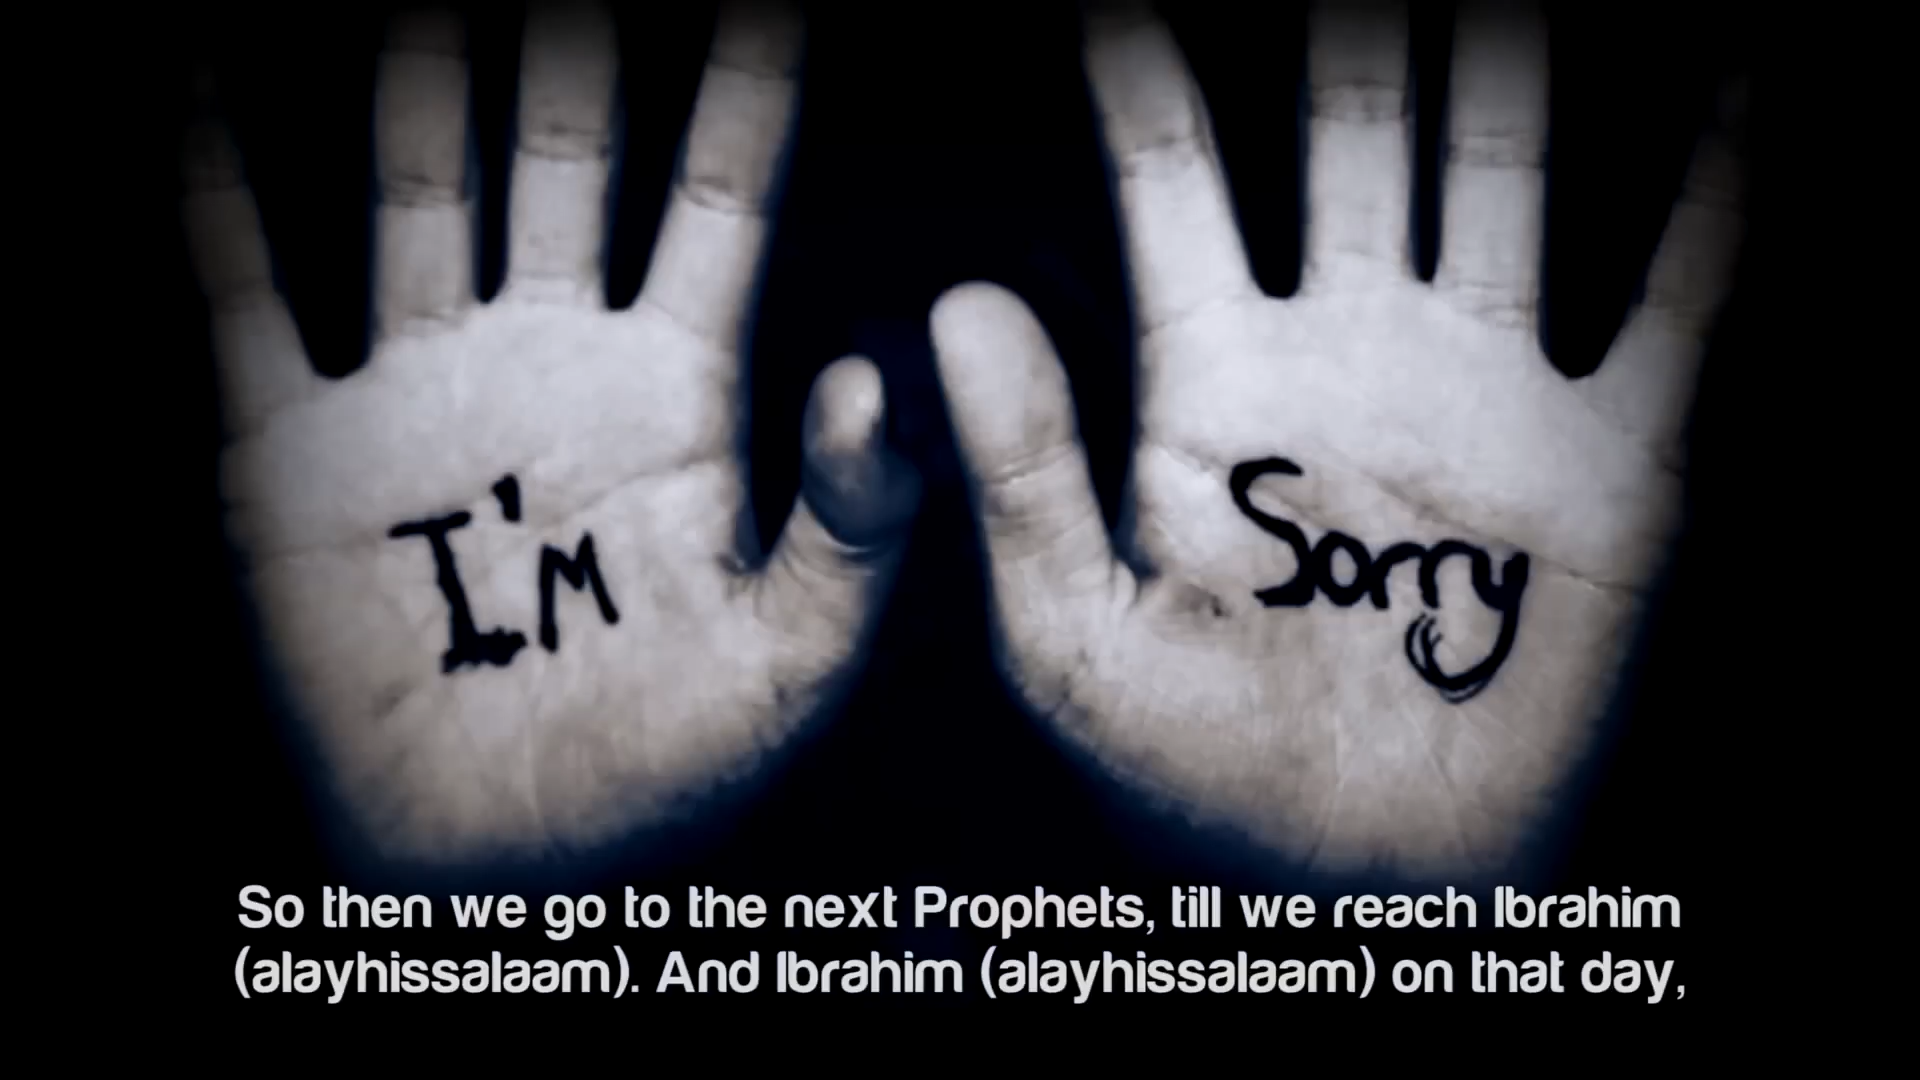 I'M Sorry
So then we go to the next Prophets, till we reach Ibrahim
(alayhissalaam). And Ibrahim (alayhissalaam) on that day,